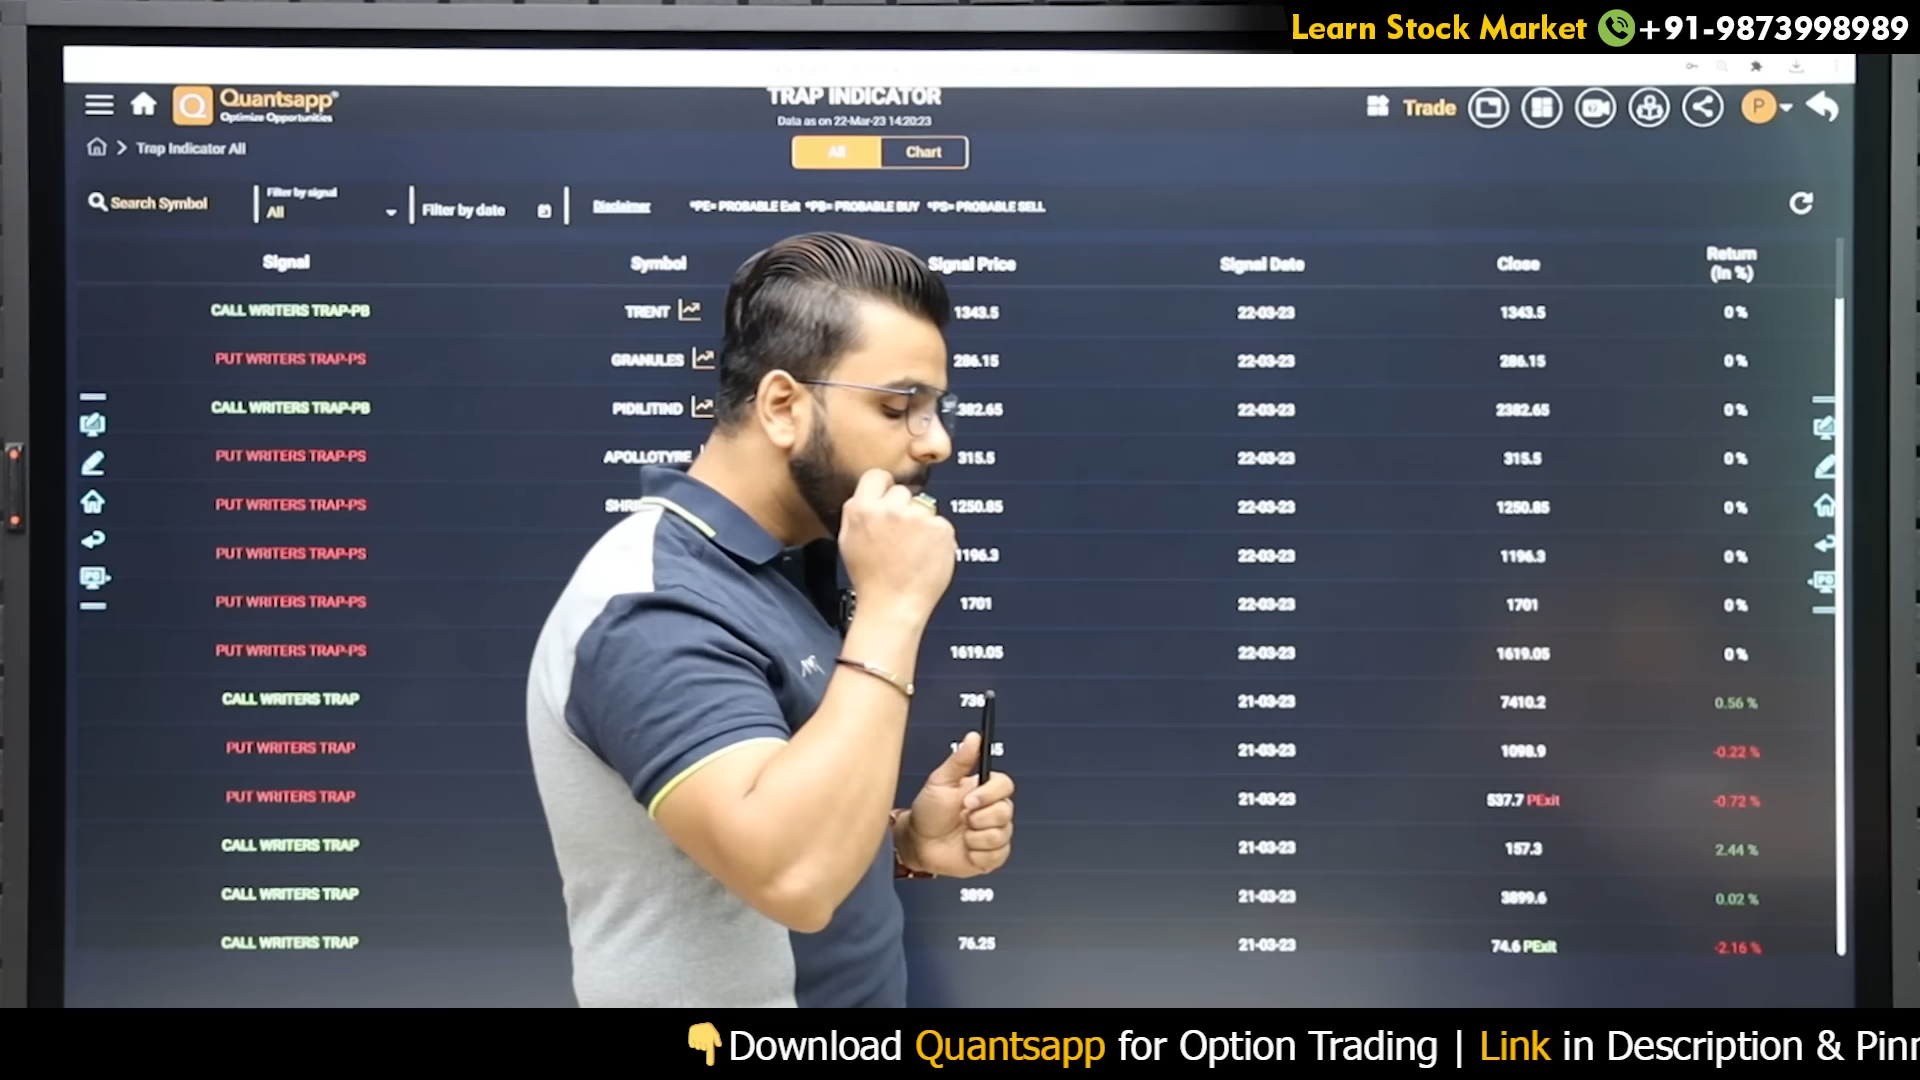 Learn Stock Market +91-9873998989
Quantsapp
Optimize Opportunities
TRAP INDICATOR
Data as on 22-Mar-23 14:20:23
Trade
P
Trap Indicator All
All Chart
Search Symbol
Filter by signal
All
Filter by date
Disclaimer
*PE= PROBABLE Exit *PB= PROBABLE BUY *PS= PROBABLE SELL
Signal Symbol Signal Price Signal Date Close Return
(In %)
CALL WRITERS TRAP-PB TRENT 1343.5 22-03-23 1343.5 0 %
PUT WRITERS TRAP-PS GRANULES 286.15 22-03-23 286.15 0 %
CALL WRITERS TRAP-PB PIDILITIND 382.65 22-03-23 2382.65 0 %
PUT WRITERS TRAP-PS APOLLOTYRE 315.5 22-03-23 315.5 0 %
PUT WRITERS TRAP-PS SHRI 1250.85 22-03-23 1250.85 0 %
PUT WRITERS TRAP-PS 1196.3 22-03-23 1196.3 0 %
PUT WRITERS TRAP-PS 1701 22-03-23 1701 0 %
PUT WRITERS TRAP-PS 1619.05 22-03-23 1619.05 0 %
CALL WRITERS TRAP 736 21-03-23 7410.2 0.56 %
PUT WRITERS TRAP 21-03-23 1098.9 -0.22 %
PUT WRITERS TRAP 21-03-23 537.7 PExit -0.72 %
CALL WRITERS TRAP 21-03-23 157.3 2.44 %
CALL WRITERS TRAP 3899 21-03-23 3899.6 0.02 %
CALL WRITERS TRAP 76.25 21-03-23 74.6 PExit -2.16 %
Download Quantsapp for Option Trading | Link in Description & Pinn